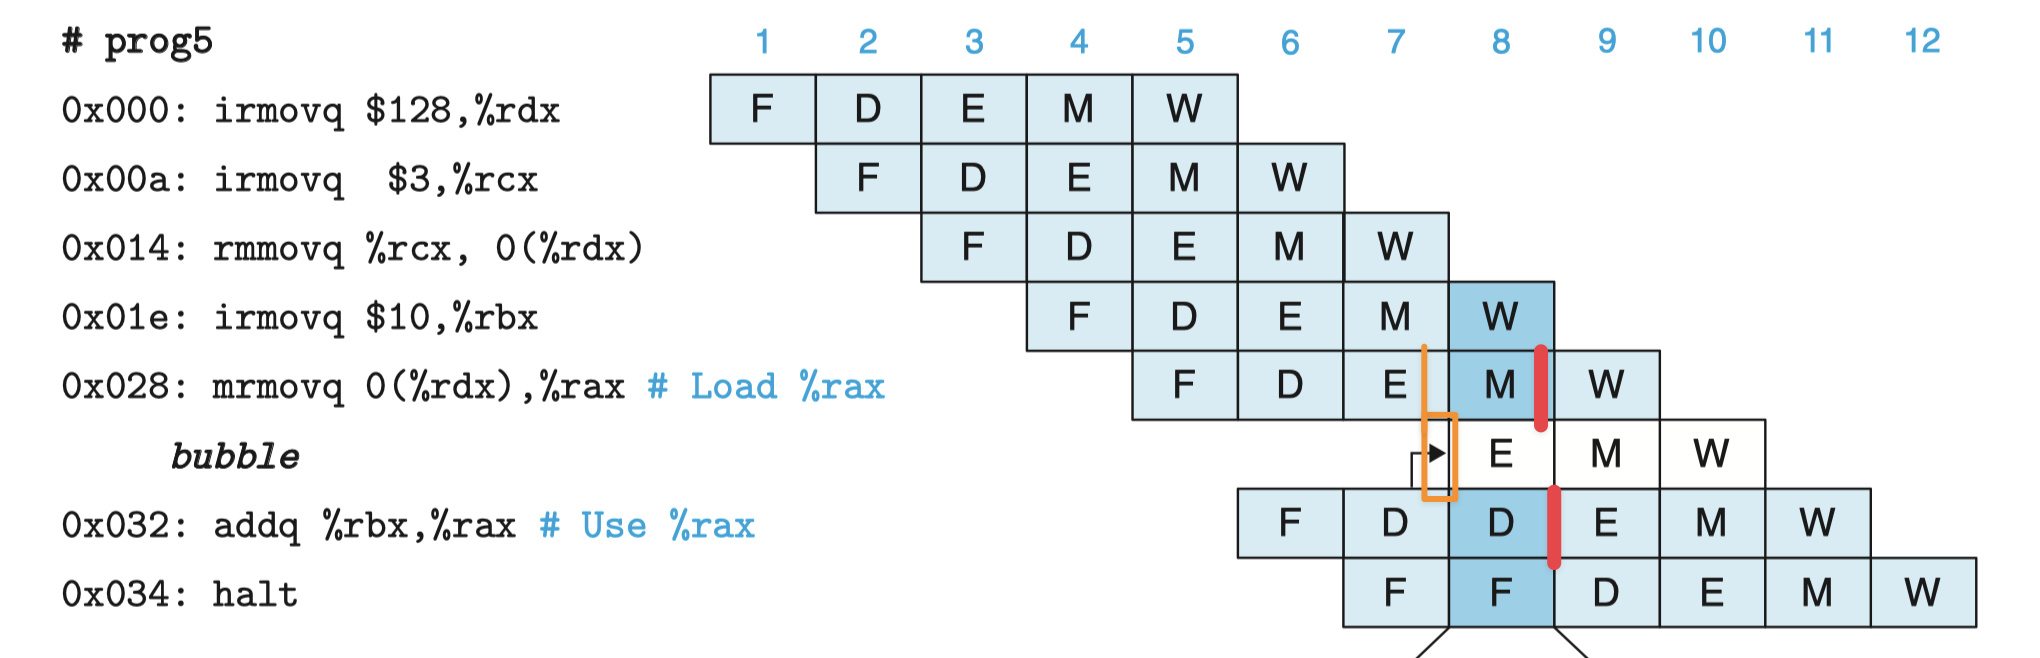 # prog5 1 2 3 4 5 6 7 8 9 10 11 12
0x000: irmovq $128,%rdx F D E M W
0x00a: irmovq $3,%rcx F D E M W
0x014: rmmovq %rcx, 0(%rdx) F D E M W
0x01e: irmovq $10,%rbx F D E M W
0x028: mrmovq 0(%rdx),%rax # Load %rax F D E M W
bubble E M W
0x032: addq %rbx,%rax # Use %rax F D D E M W
0x034: halt F F D E M W